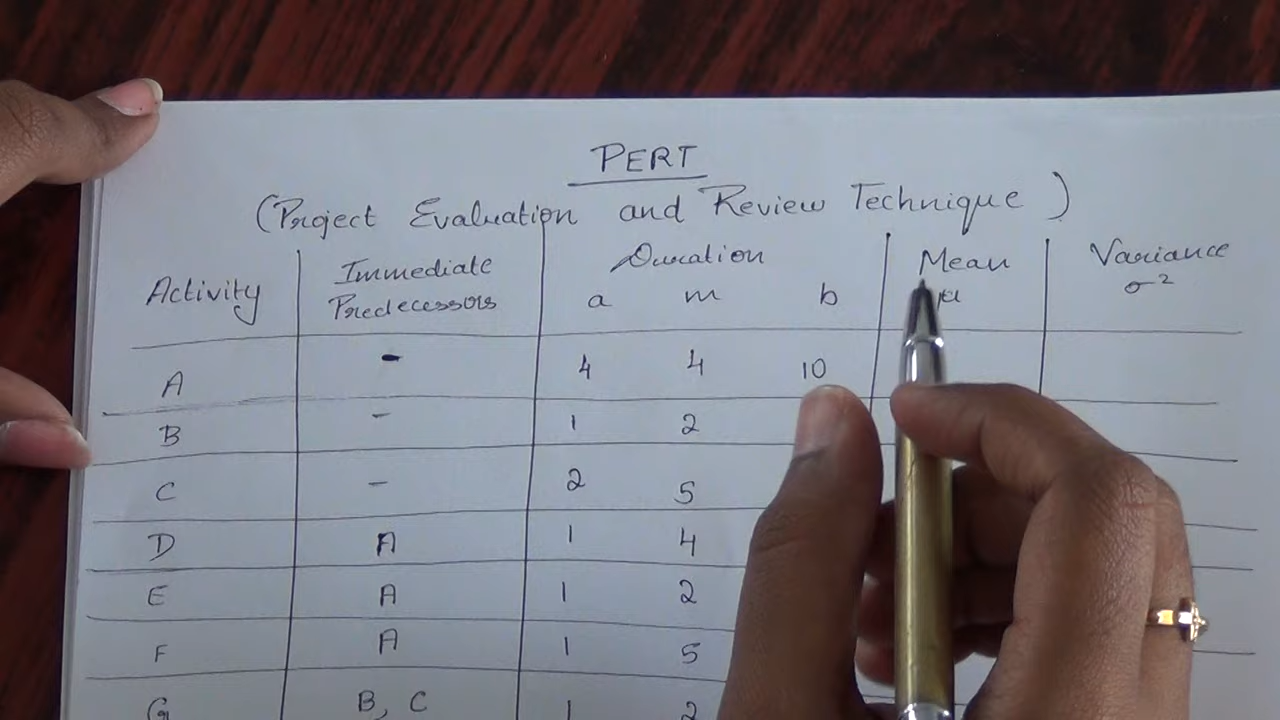 PERT
(Project Evaluation and Review Technique)
Activity Immediate Predecessors Duration Mean Variance
a m b μ σ²
A - 4 4 10
B - 1 2
C - 2 5
D A 1 4
E A 1 2
F A 1 5
G B, C 1 2